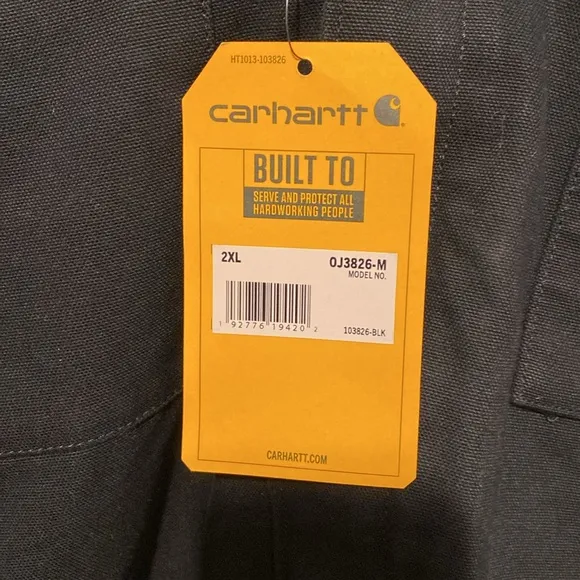 HT1013-103826
carhartt
BUILT TO
SERVE AND PROTECT ALL
HARDWORKING PEOPLE
2XL OJ3826-M
MODEL NO.
1 92776 19420 2
103826-BLK
CARHARTT.COM